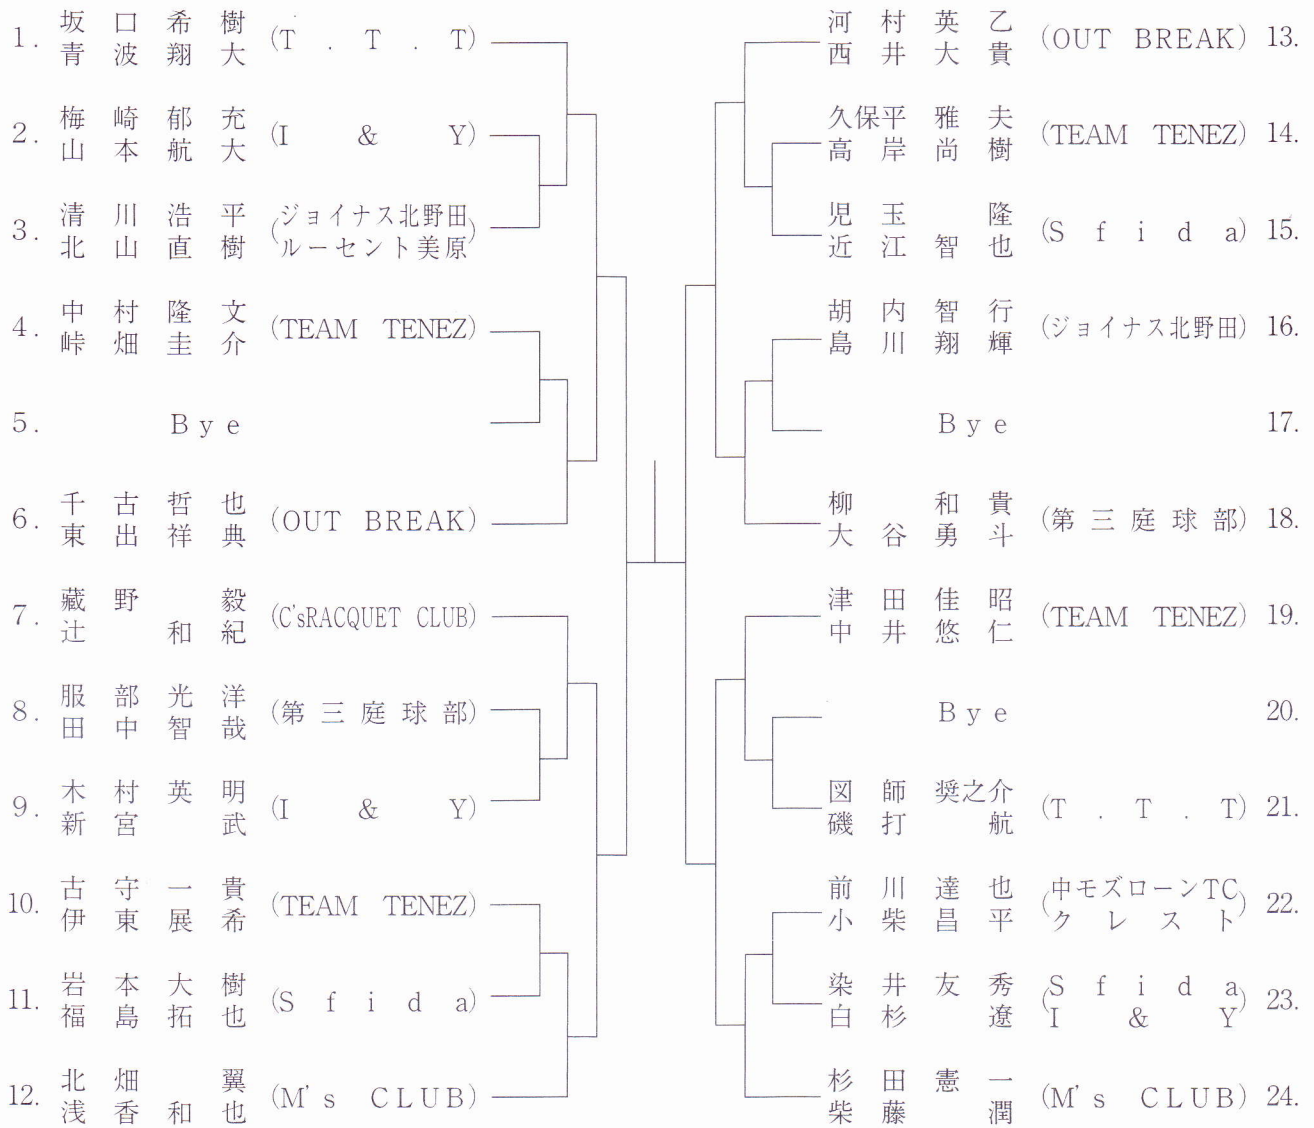 1. 坂口希樹 (T.T.T)
青波翔大
2. 梅崎郁充 (I & Y)
山本航大
3. 清川浩平 (ジョイナス北野田
北山直樹 ルーセント美原)
4. 中村隆文 (TEAM TENEZ)
峠畑圭介
5. Bye
6. 千古哲也 (OUT BREAK)
東出祥典
7. 藏野毅 (C'sRACQUET CLUB)
辻和紀
8. 服部光洋 (第三庭球部)
田中智哉
9. 木村英明 (I & Y)
新宮武
10. 古守一貴 (TEAM TENEZ)
伊東展希
11. 岩本大樹 (Sfida)
福島拓也
12. 北畑翼 (M's CLUB)
浅香和也
河村英乙 (OUT BREAK) 13.
西井大貴
久保平雅夫 (TEAM TENEZ) 14.
高岸尚樹
児玉隆 (Sfida) 15.
近江智也
胡内智行 (ジョイナス北野田) 16.
島川翔輝
Bye 17.
柳和貴 (第三庭球部) 18.
大谷勇斗
津田佳昭 (TEAM TENEZ) 19.
中井悠仁
Bye 20.
図師奨之介 (T.T.T) 21.
磯打航
前川達也 (中モズローンTC 22.
小柴昌平 クレスト)
染井友秀 (Sfida 23.
白杉遼 I & Y)
杉田憲一 (M's CLUB) 24.
柴藤潤